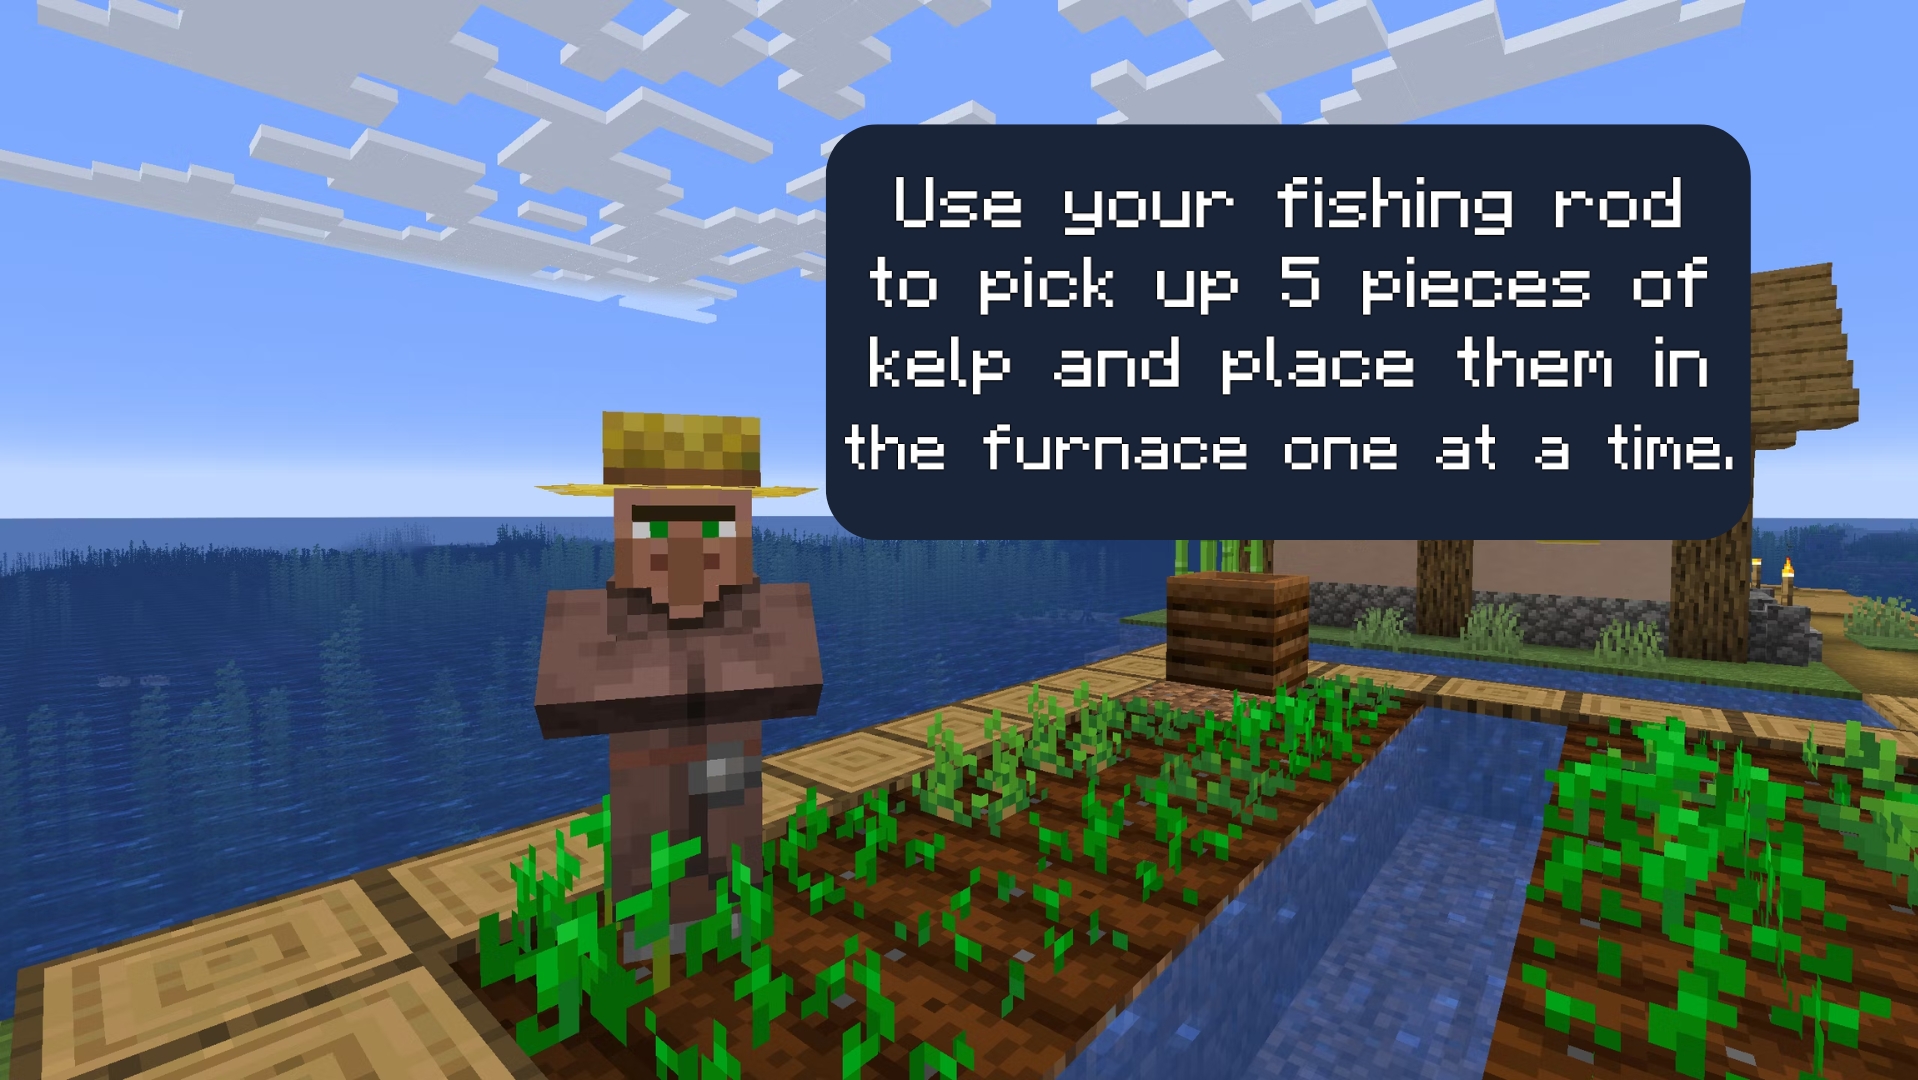 Use your fishing rod
to pick up 5 pieces of
kelp and place them in
the furnace one at a time.